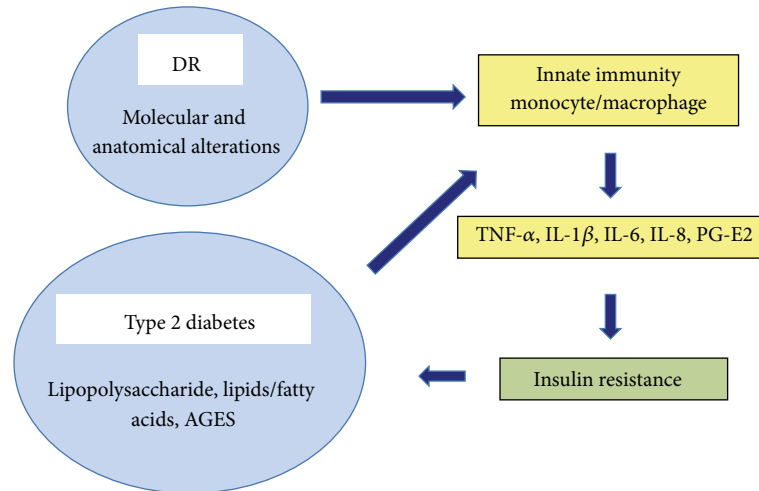 DR
Molecular and
anatomical alterations
Innate immunity
monocyte/macrophage
TNF-α, IL-1β, IL-6, IL-8, PG-E2
Type 2 diabetes
Lipopolysaccharide, lipids/fatty
acids, AGES
Insulin resistance